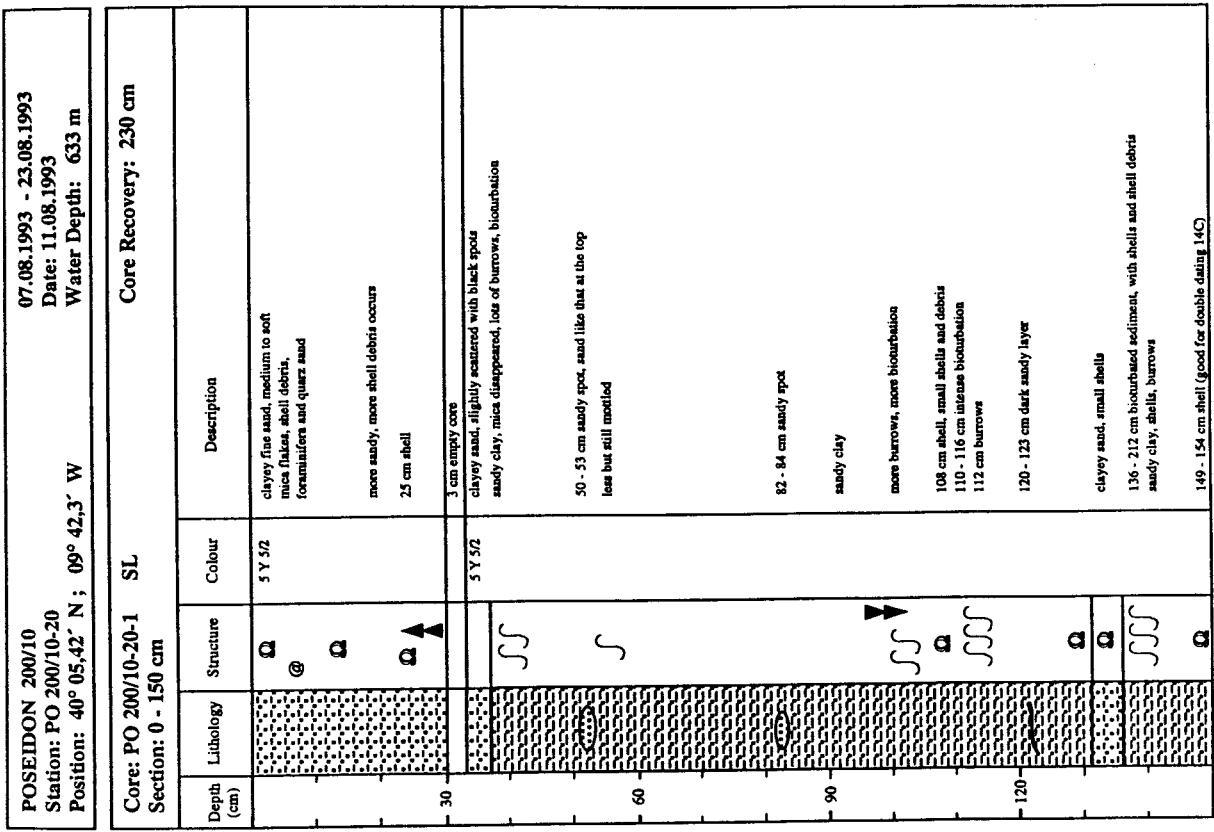 POSEIDON 200/10
07.08.1993 - 23.08.1993
Station: PO 200/10-20
Date: 11.08.1993
Position: 40° 05,42´ N ; 09° 42,3´ W
Water Depth: 633 m
Core: PO 200/10-20-1 SL
Core Recovery: 230 cm
Section: 0 - 150 cm
Depth (cm)
Lithology
Structure
Colour
Description
5 Y 5/2
clayey fine sand, medium to soft
mica flakes, shell debris,
@
foraminifera and quarz sand
more sandy, more shell debris occurs
25 cm shell
30
3 cm empty core
5 Y 5/2
clayey sand, slightly scattered with black spots
sandy clay, mica disappeared, lots of burrows, bioturbation
50 - 53 cm sandy spot, sand like that at the top
less but still mottled
60
82 - 84 cm sandy spot
90
sandy clay
more burrows, more bioturbation
108 cm shell, small shells and debris
110 - 116 cm intense bioturbation
112 cm burrows
120
120 - 123 cm dark sandy layer
clayey sand, small shells
136 - 212 cm bioturbated sediment, with shells and shell debris
sandy clay, shells, burrows
149 - 154 cm shell (good for double dating 14C)